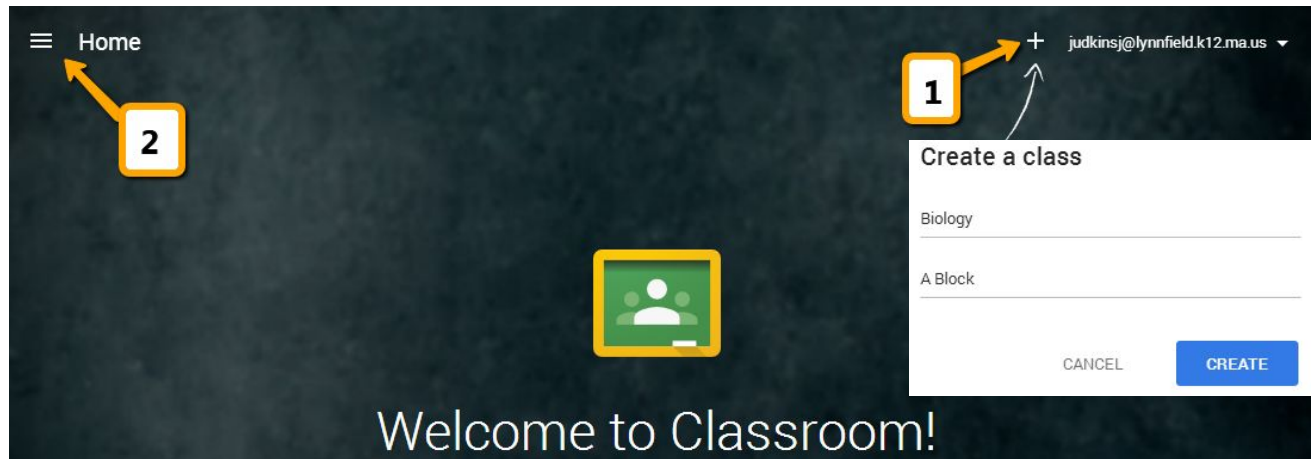 Home
judkinsj@lynnfield.k12.ma.us
1
2
Create a class
Biology
A Block
CANCEL CREATE
Welcome to Classroom!